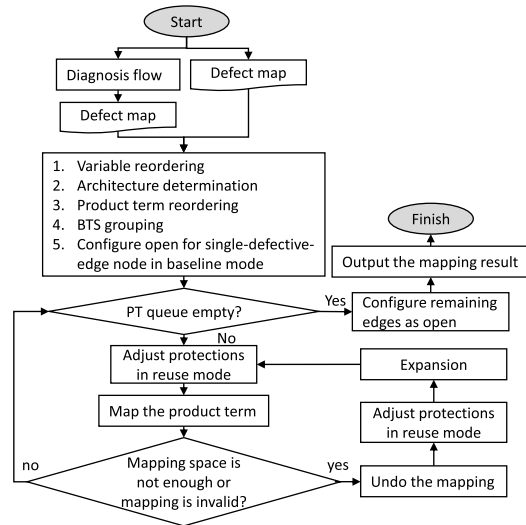 Start
Diagnosis flow
Defect map
Defect map
1. Variable reordering
2. Architecture determination
3. Product term reordering
4. BTS grouping
5. Configure open for single-defective-
edge node in baseline mode
Finish
Output the mapping result
PT queue empty?
Yes
Configure remaining
edges as open
No
Adjust protections
in reuse mode
Expansion
Map the product term
Adjust protections
in reuse mode
no
Mapping space is
not enough or
mapping is invalid?
yes
Undo the mapping